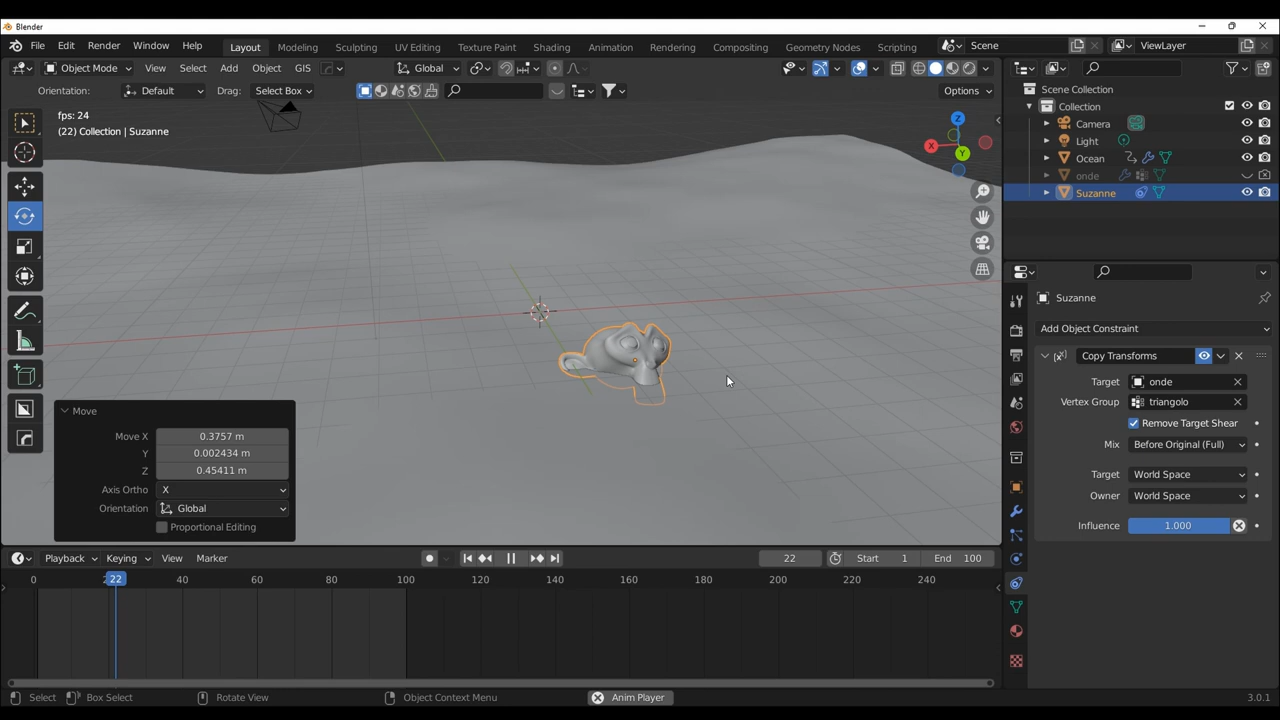 Blender
File Edit Render Window Help Layout Modeling Sculpting UV Editing Texture Paint Shading Animation Rendering Compositing Geometry Nodes Scripting Scene ViewLayer
Object Mode View Select Add Object GIS Global
Orientation: Default Drag: Select Box Options
fps: 24
(22) Collection | Suzanne
X Y Z
Move
Move X 0.3757 m
Y 0.002434 m
Z 0.45411 m
Axis Ortho X
Orientation Global
Proportional Editing
Scene Collection
Collection
Camera
Light
Ocean
onde
Suzanne
Suzanne
Add Object Constraint
Copy Transforms
Target onde
Vertex Group triangolo
Remove Target Shear
Mix Before Original (Full)
Target World Space
Owner World Space
Influence 1.000
Playback Keying View Marker 22 Start 1 End 100
0 22 40 60 80 100 120 140 160 180 200 220 240
Select Box Select Rotate View Object Context Menu Anim Player 3.0.1